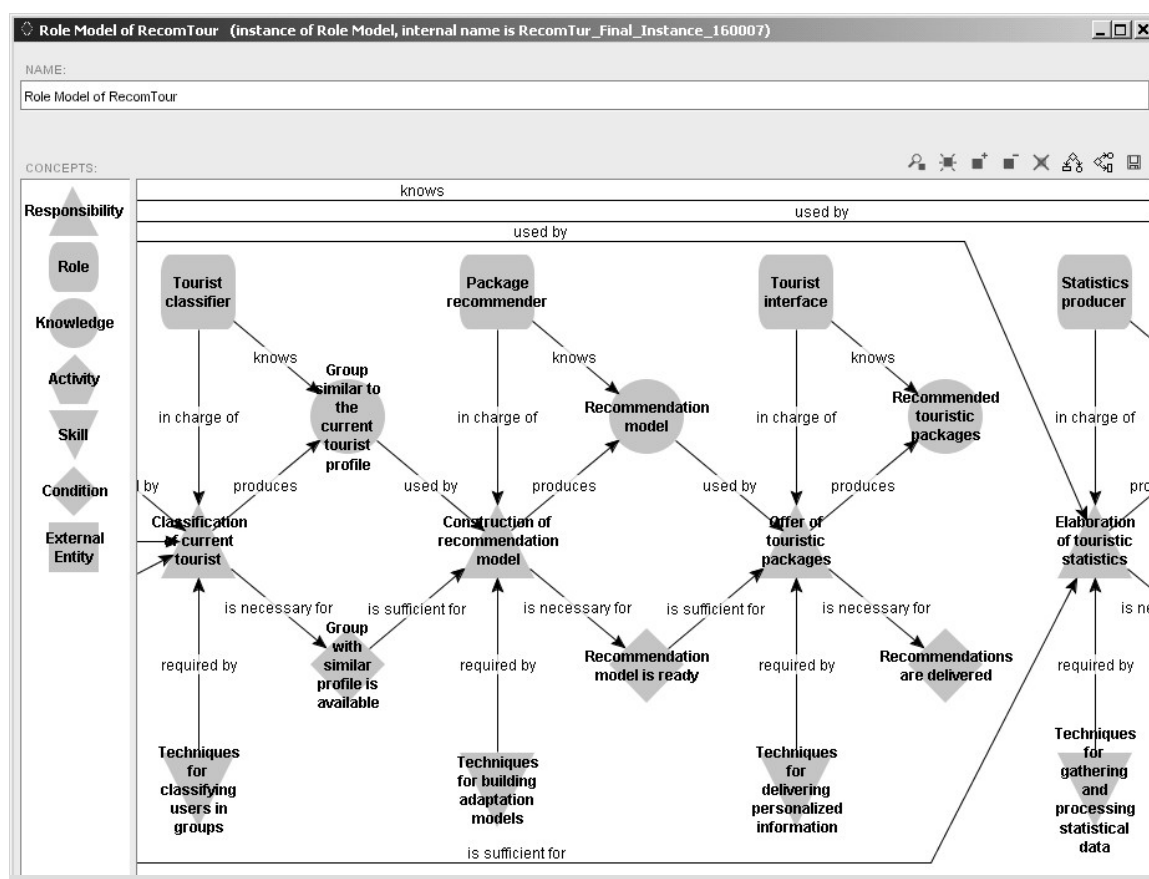 Role Model of RecomTour (instance of Role Model, internal name is RecomTur_Final_Instance_160007)
NAME:
Role Model of RecomTour
CONCEPTS:
Responsibility
Role
Knowledge
Activity
Skill
Condition
External
Entity
knows
used by
used by
Tourist
classifier
Package
recommender
Tourist
interface
Statistics
producer
knows
knows
knows
Group
similar to
the
current
tourist
profile
Recommendation
model
Recommended
touristic
packages
in charge of
in charge of
in charge of
in charge of
by
produces
used by
produces
used by
produces
Classification
of current
tourist
Construction of
recommendation
model
Offer of
touristic
packages
Elaboration
of touristic
statistics
is necessary for
is sufficient for
is necessary for
is sufficient for
is necessary for
is
Group
with
similar
profile is
available
Recommendation
model is ready
Recommendations
are delivered
required by
required by
required by
required by
Techniques
for
classifying
users in
groups
Techniques
for building
adaptation
models
Techniques
for
delivering
personalized
information
Techniques
for
gathering
and
processing
statistical
data
is sufficient for